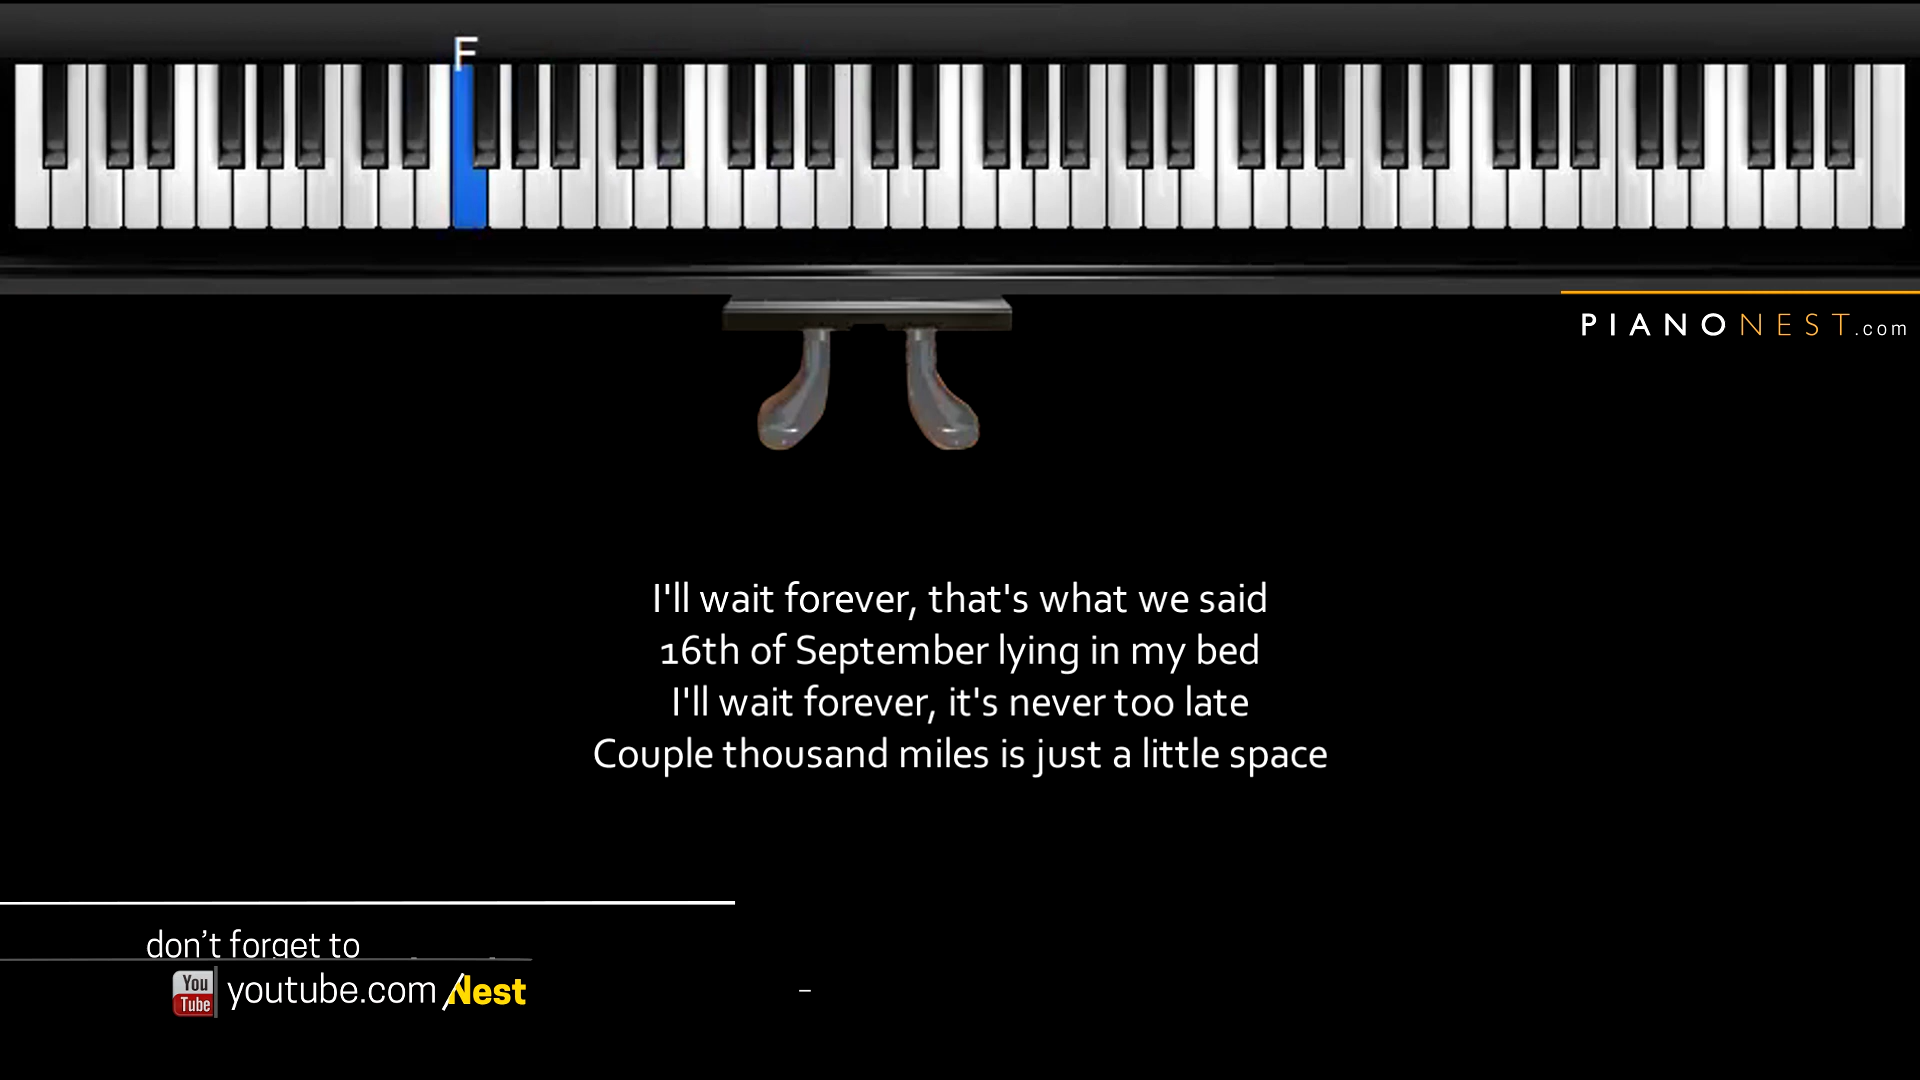 F
PIANONEST.com
I'll wait forever, that's what we said
16th of September lying in my bed
I'll wait forever, it's never too late
Couple thousand miles is just a little space
don't forget to
You
Tube
youtube.com/Nest